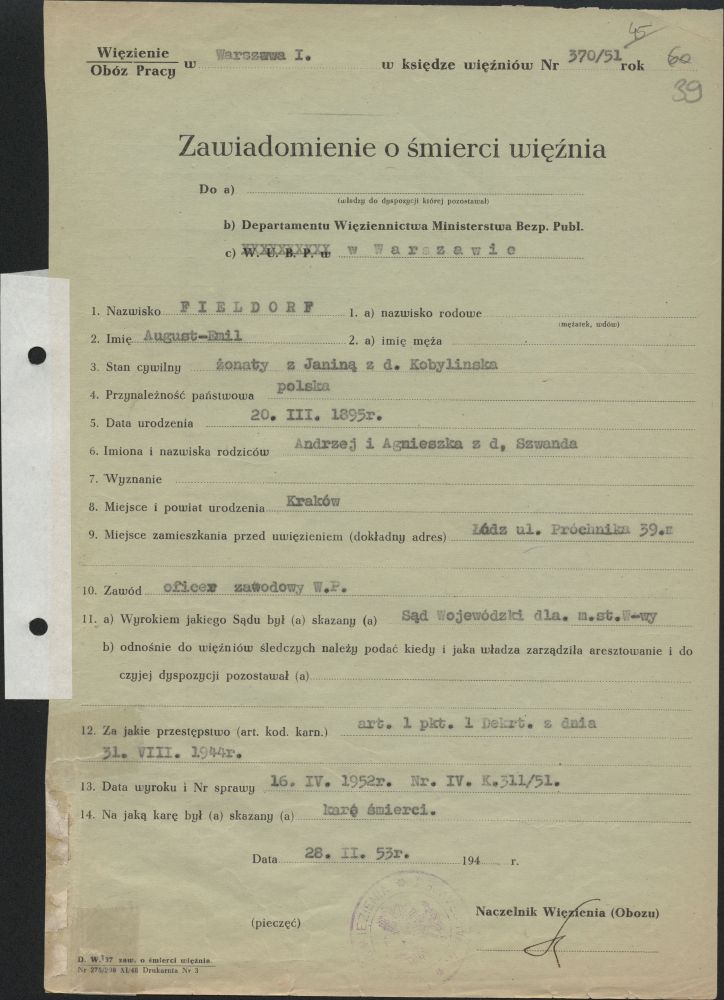 45
Więzienie
Obóz Pracy w Warszawa I. w księdze więźniów Nr 370/51 rok 60
39
Zawiadomienie o śmierci więźnia
Do a)
(władzy do dyspozycji której pozostawał)
b) Departamentu Więziennictwa Ministerstwa Bezp. Publ.
c) W. U. B. P. w w Warszawie
1. Nazwisko FIELDORF 1. a) nazwisko rodowe
(mężatek, wdów)
2. Imię August-Emil 2. a) imię męża
3. Stan cywilny żonaty z Janiną z d. Kobylinska
4. Przynależność państwowa polska
5. Data urodzenia 20. III. 1895r.
6. Imiona i nazwiska rodziców Andrzej i Agnieszka z d, Szwanda
7. Wyznanie
8. Miejsce i powiat urodzenia Kraków
9. Miejsce zamieszkania przed uwięzieniem (dokładny adres) Łódz ul. Próchnika 39.
10. Zawód oficer zawodowy W.P.
11. a) Wyrokiem jakiego Sądu był (a) skazany (a) Sąd Wojewódzki dla. m.st.W-wy
b) odnośnie do więźniów śledczych należy podać kiedy i jaka władza zarządziła aresztowanie i do
czyjej dyspozycji pozostawał (a)
12. Za jakie przestępstwo (art. kod. karn.) art. 1 pkt. 1 Dekrt. z dnia
31. VIII. 1944r.
13. Data wyroku i Nr sprawy 16. IV. 1952r. Nr. IV. K.311/51.
14. Na jaką karę był (a) skazany (a) karę śmierci.
Data 28. II. 53r. 194 r.
(pieczęć)
Naczelnik Więzienia (Obozu)
D. W. 37 zaw. o śmierci więźnia.
Drukarnia Nr 3